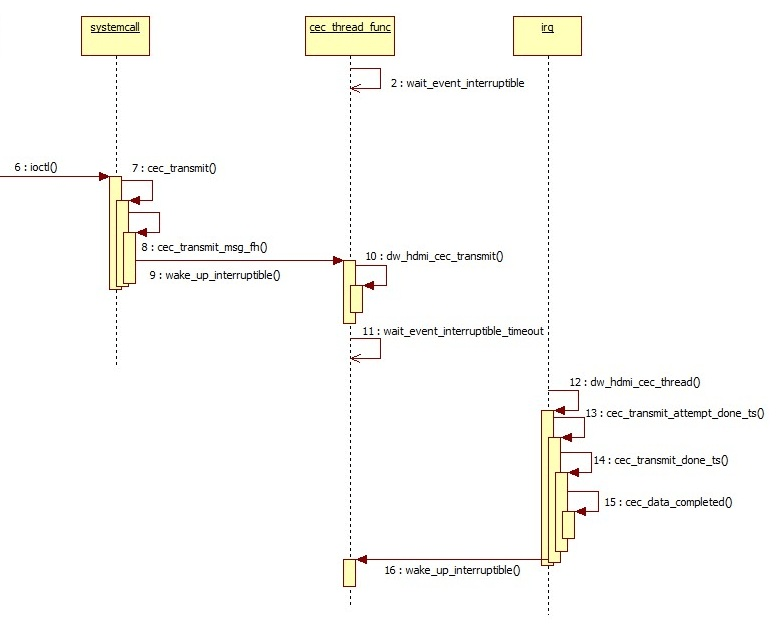 systemcall
cec_thread_func
irq
2 : wait_event_interruptible
6 : ioctl()
7 : cec_transmit()
8 : cec_transmit_msg_fh()
10 : dw_hdmi_cec_transmit()
9 : wake_up_interruptible()
11 : wait_event_interruptible_timeout
12 : dw_hdmi_cec_thread()
13 : cec_transmit_attempt_done_ts()
14 : cec_transmit_done_ts()
15 : cec_data_completed()
16 : wake_up_interruptible()